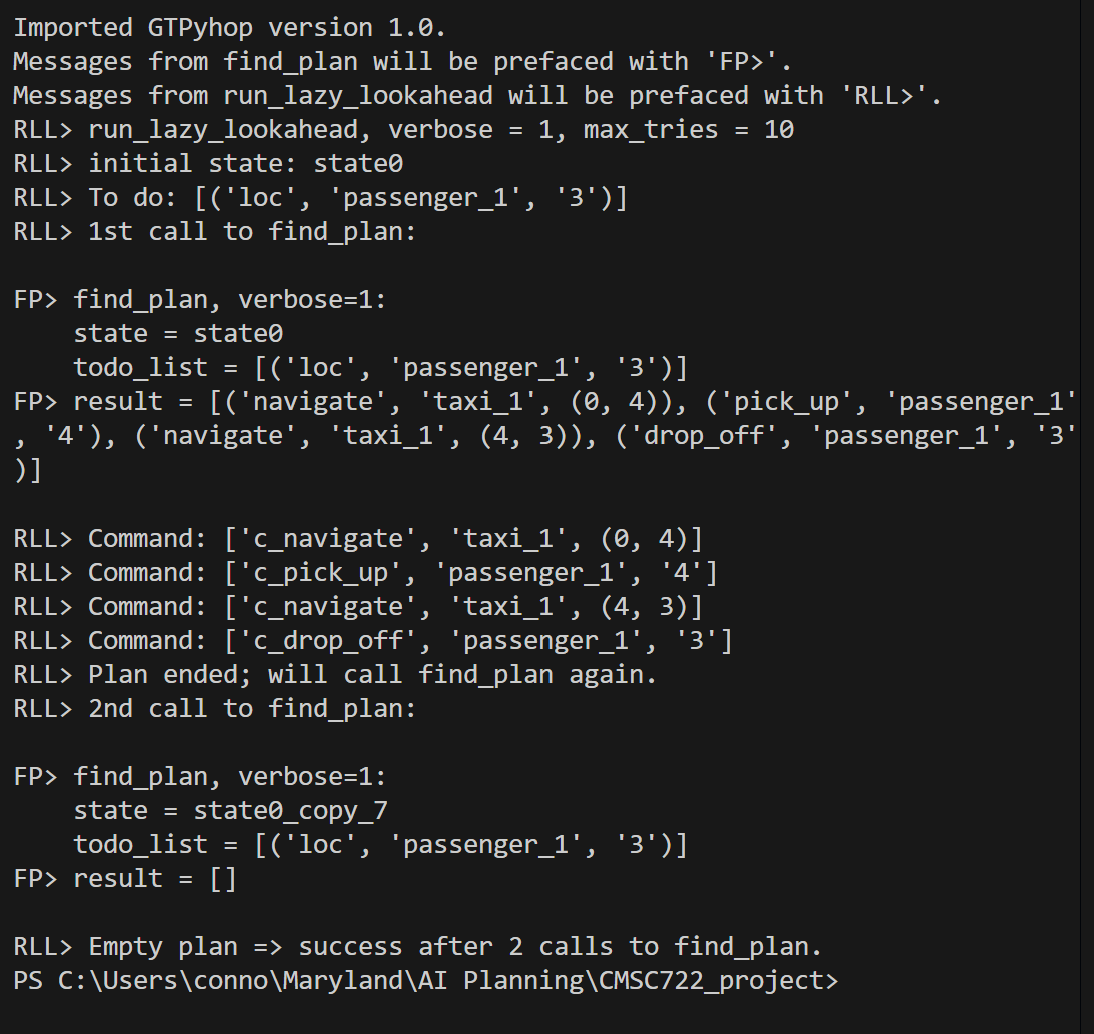 Imported GTPyhop version 1.0.
Messages from find_plan will be prefaced with 'FP>'.
Messages from run_lazy_lookahead will be prefaced with 'RLL>'.
RLL> run_lazy_lookahead, verbose = 1, max_tries = 10
RLL> initial state: state0
RLL> To do: [('loc', 'passenger_1', '3')]
RLL> 1st call to find_plan:

FP> find_plan, verbose=1:
    state = state0
    todo_list = [('loc', 'passenger_1', '3')]
FP> result = [('navigate', 'taxi_1', (0, 4)), ('pick_up', 'passenger_1'
, '4'), ('navigate', 'taxi_1', (4, 3)), ('drop_off', 'passenger_1', '3'
)]

RLL> Command: ['c_navigate', 'taxi_1', (0, 4)]
RLL> Command: ['c_pick_up', 'passenger_1', '4']
RLL> Command: ['c_navigate', 'taxi_1', (4, 3)]
RLL> Command: ['c_drop_off', 'passenger_1', '3']
RLL> Plan ended; will call find_plan again.
RLL> 2nd call to find_plan:

FP> find_plan, verbose=1:
    state = state0_copy_7
    todo_list = [('loc', 'passenger_1', '3')]
FP> result = []

RLL> Empty plan => success after 2 calls to find_plan.
PS C:\Users\conno\Maryland\AI Planning\CMSC722_project>